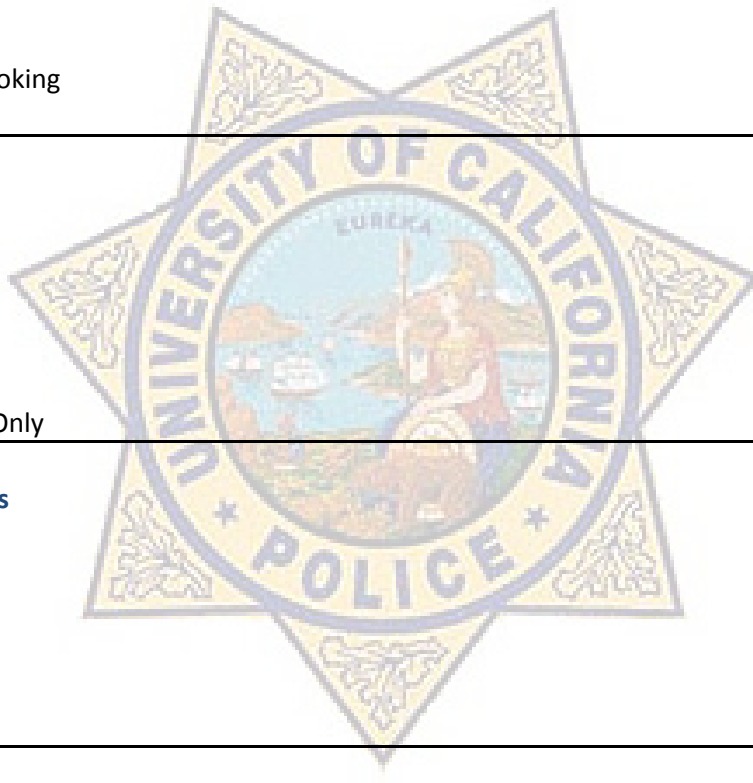 oking
UNIVERSITY OF CALIFORNIA
EUREKA
Only
s
POLICE